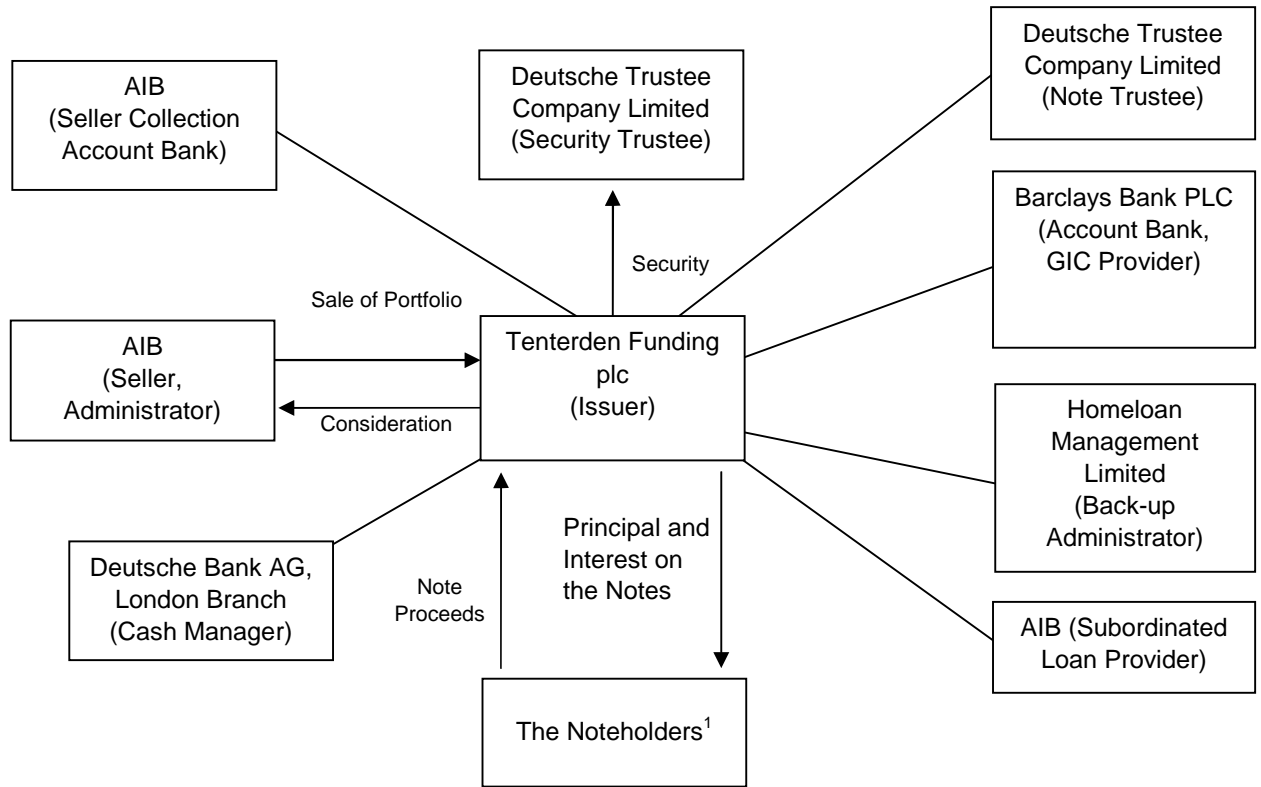 AIB
(Seller Collection
Account Bank)
Deutsche Trustee
Company Limited
(Security Trustee)
Deutsche Trustee
Company Limited
(Note Trustee)
Barclays Bank PLC
(Account Bank,
GIC Provider)
Security
Sale of Portfolio
AIB
(Seller,
Administrator)
Consideration
Tenterden Funding
plc
(Issuer)
Homeloan
Management
Limited
(Back-up
Administrator)
Deutsche Bank AG,
London Branch
(Cash Manager)
Note
Proceeds
Principal and
Interest on
the Notes
AIB (Subordinated
Loan Provider)
The Noteholders¹